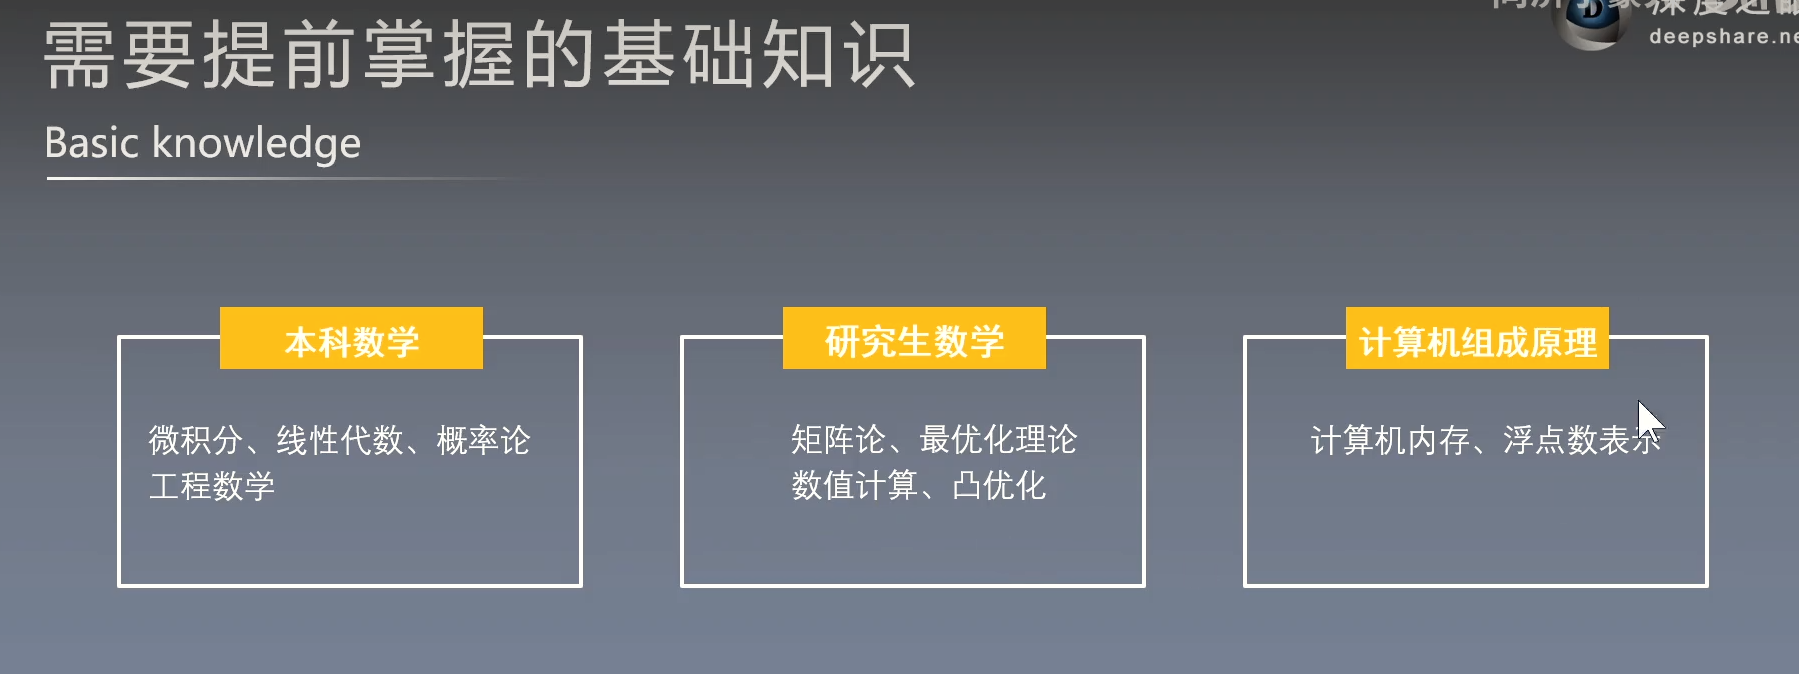 需要提前掌握的基础知识
deepshare.ne
Basic knowledge
本科数学
微积分、线性代数、概率论
工程数学
研究生数学
矩阵论、最优化理论
数值计算、凸优化
计算机组成原理
计算机内存、浮点数表示